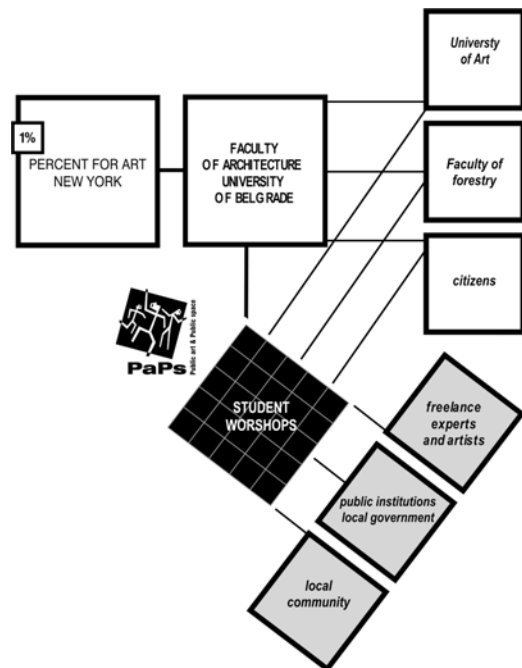 Universty
of Art
1%
PERCENT FOR ART
NEW YORK
FACULTY
OF ARCHITECTURE
UNIVERSITY
OF BELGRADE
Faculty of
forestry
citizens
PaPs
Public art & Public space
STUDENT
WORSHOPS
freelance
experts
and artists
public institutions
local government
local
community